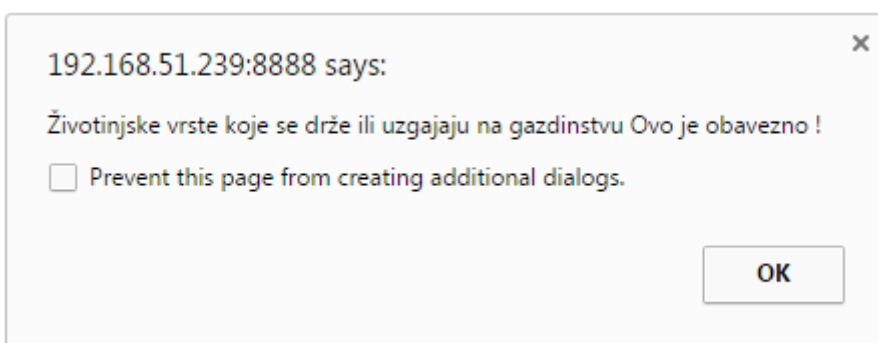 192.168.51.239:8888 says:
Životinjske vrste koje se drže ili uzgajaju na gazdinstvu Ovo je obavezno !
Prevent this page from creating additional dialogs.
OK